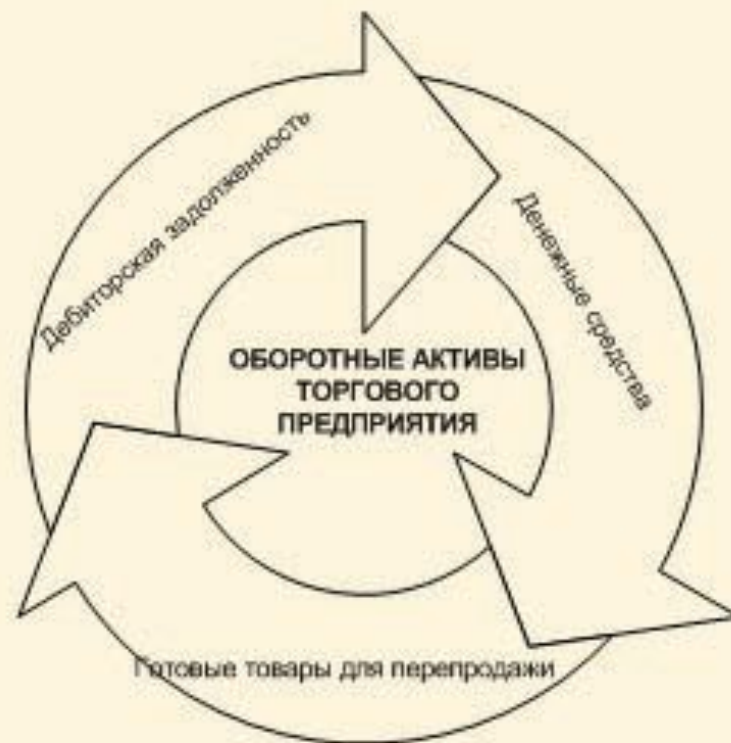 Дебиторская задолженность
Денежные средства
ОБОРОТНЫЕ АКТИВЫ
ТОРГОВОГО
ПРЕДПРИЯТИЯ
Готовые товары для перепродажи